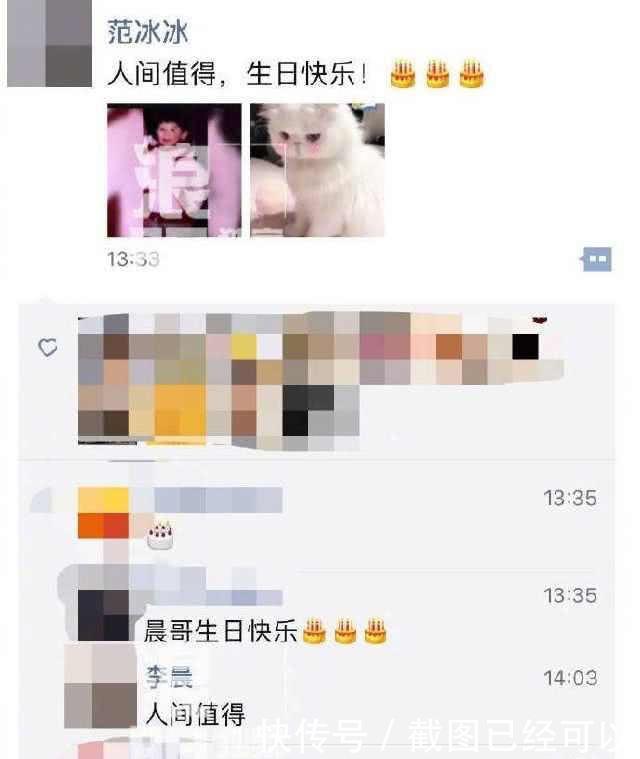 范冰冰
人间值得，生日快乐！🎂🎂🎂
浪
13:33
13:35
🎂
13:35
晨哥生日快乐🎂🎂🎂
李晨
14:03
人间值得
快传号 / 截图已经可以